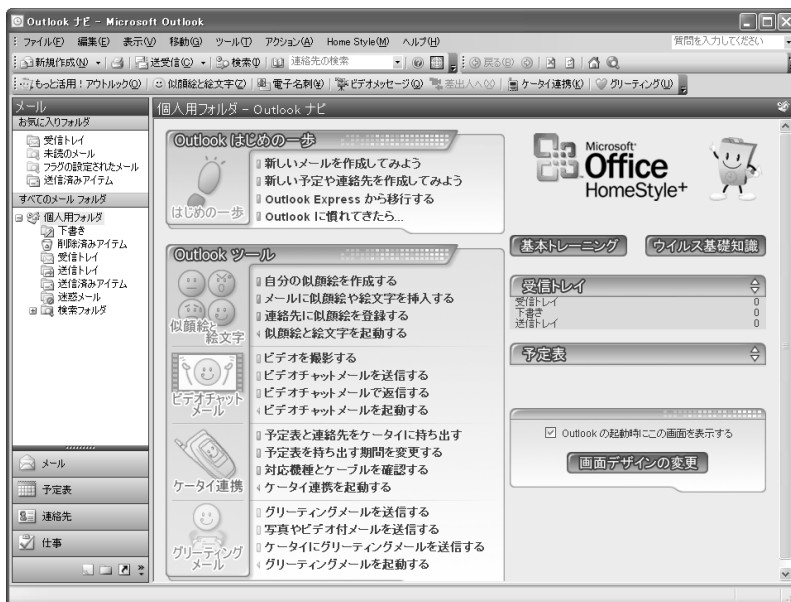 Outlook ナビ - Microsoft Outlook
ファイル(F) 編集(E) 表示(V) 移動(G) ツール(T) アクション(A) Home Style(M) ヘルプ(H) 質問を入力してください
新規作成(N) 送受信(C) 検索(I) 連絡先の検索 戻る(B)
もっと活用!アウトルック(O) 似顔絵と絵文字(Z) 電子名刺(¥) ビデオメッセージ(Q) 差出人へ(X) ケータイ連携(K) グリーティング(U)
メール
個人用フォルダ - Outlook ナビ
お気に入りフォルダ
受信トレイ
未読のメール
フラグの設定されたメール
送信済みアイテム
すべてのメール フォルダ
個人用フォルダ
下書き
削除済みアイテム
受信トレイ
送信トレイ
送信済みアイテム
迷惑メール
検索フォルダ
メール
予定表
連絡先
仕事
Outlook はじめの一歩
はじめの一歩
新しいメールを作成してみよう
新しい予定や連絡先を作成してみよう
Outlook Express から移行する
Outlook に慣れてきたら...
Outlook ツール
似顔絵と
絵文字
自分の似顔絵を作成する
メールに似顔絵や絵文字を挿入する
連絡先に似顔絵を登録する
似顔絵と絵文字を起動する
ビデオチャット
メール
ビデオを撮影する
ビデオチャットメールを送信する
ビデオチャットメールで返信する
ビデオチャットメールを起動する
ケータイ連携
予定表と連絡先をケータイに持ち出す
予定表を持ち出す期間を変更する
対応機種とケーブルを確認する
ケータイ連携を起動する
グリーティング
メール
グリーティングメールを送信する
写真やビデオ付メールを送信する
ケータイにグリーティングメールを送信する
グリーティングメールを起動する
Microsoft
Office
HomeStyle+
基本トレーニング ウイルス基礎知識
受信トレイ
受信トレイ 0
下書き 0
送信トレイ 0
予定表
Outlook の起動時にこの画面を表示する
画面デザインの変更